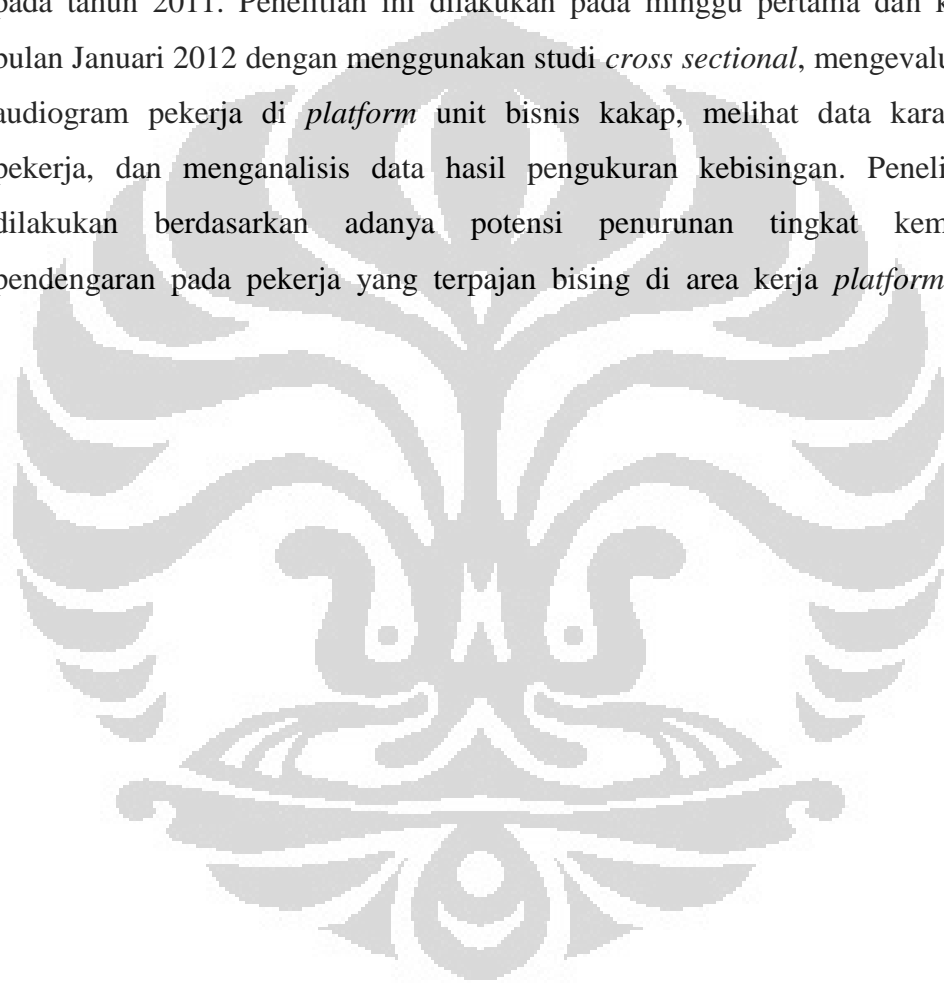 pada tahun 2011. Penelitian ini dilakukan pada minggu pertama dan k
bulan Januari 2012 dengan menggunakan studi cross sectional, mengevalu
audiogram pekerja di platform unit bisnis kakap, melihat data kara
pekerja, dan menganalisis data hasil pengukuran kebisingan. Peneli
dilakukan berdasarkan adanya potensi penurunan tingkat kem
pendengaran pada pekerja yang terpajan bising di area kerja platform